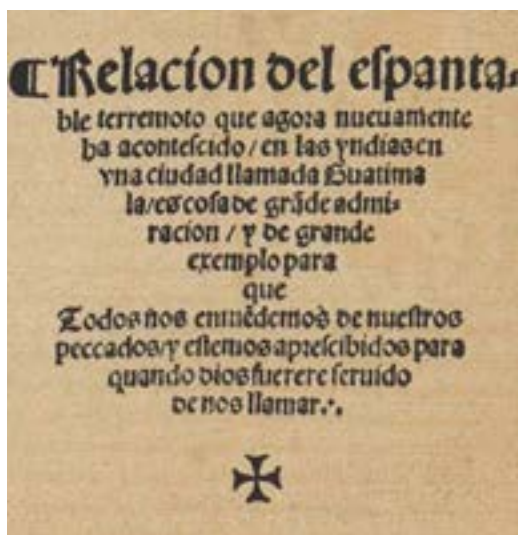 ¶Relacion del espanta-
ble terremoto que agora nueuamente
ha acontescido / en las yndias en
vna ciudad llamada Guatima
la / es cosa de grãde admi-
racion / y de grande
exemplo para
que
Todos nos enmẽdemos de nuestros
peccados / y estemos aprescibidos para
quando dios fuere seruido
de nos llamar.·.